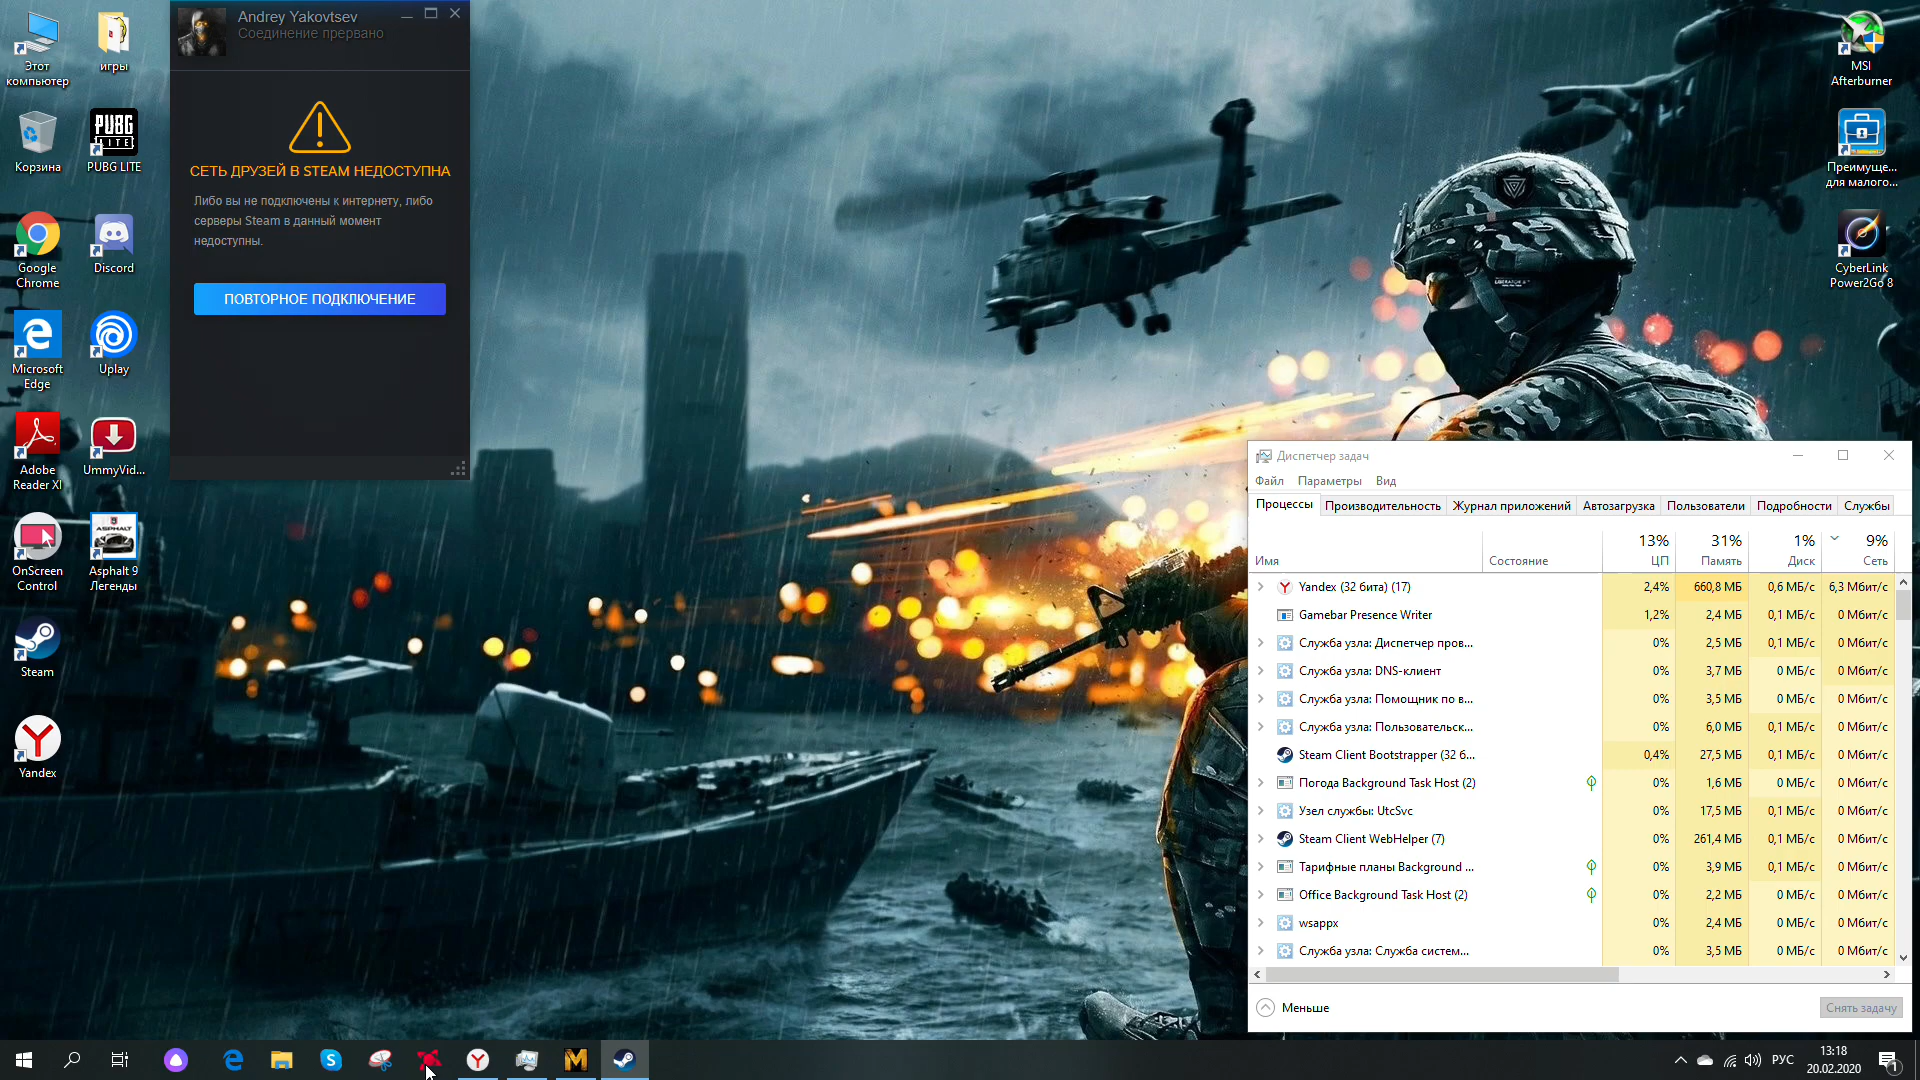 Этот
компьютер
игры
Корзина
PUBG
LITE
PUBG LITE
Google
Chrome
Discord
Microsoft
Edge
Uplay
Adobe
Reader XI
UmmyVid...
OnScreen
Control
ASPHALT
Asphalt 9
Легенды
Steam
Yandex
Andrey Yakovtsev
Соединение прервано
СЕТЬ ДРУЗЕЙ В STEAM НЕДОСТУПНА
Либо вы не подключены к интернету, либо
серверы Steam в данный момент
недоступны.
ПОВТОРНОЕ ПОДКЛЮЧЕНИЕ
MSI
Afterburner
Преимуще...
для малого...
CyberLink
Power2Go 8
Диспетчер задач
Файл Параметры Вид
Процессы Производительность Журнал приложений Автозагрузка Пользователи Подробности Службы
13% 31% 1% 9%
Имя Состояние ЦП Память Диск Сеть
Yandex (32 бита) (17) 2,4% 660,8 МБ 0,6 МБ/с 6,3 Мбит/с
Gamebar Presence Writer 1,2% 2,4 МБ 0,1 МБ/с 0 Мбит/с
Служба узла: Диспетчер пров... 0% 2,5 МБ 0,1 МБ/с 0 Мбит/с
Служба узла: DNS-клиент 0% 3,7 МБ 0 МБ/с 0 Мбит/с
Служба узла: Помощник по в... 0% 3,5 МБ 0 МБ/с 0 Мбит/с
Служба узла: Пользовательск... 0% 6,0 МБ 0,1 МБ/с 0 Мбит/с
Steam Client Bootstrapper (32 б... 0,4% 27,5 МБ 0,1 МБ/с 0 Мбит/с
Погода Background Task Host (2) 0% 1,6 МБ 0 МБ/с 0 Мбит/с
Узел службы: UtcSvc 0% 17,5 МБ 0,1 МБ/с 0 Мбит/с
Steam Client WebHelper (7) 0% 261,4 МБ 0,1 МБ/с 0 Мбит/с
Тарифные планы Background ... 0% 3,9 МБ 0,1 МБ/с 0 Мбит/с
Office Background Task Host (2) 0% 2,2 МБ 0 МБ/с 0 Мбит/с
wsappx 0% 2,4 МБ 0 МБ/с 0 Мбит/с
Служба узла: Служба систем... 0% 3,5 МБ 0 МБ/с 0 Мбит/с
Меньше
Снять задачу
РУС
13:18
20.02.2020
1